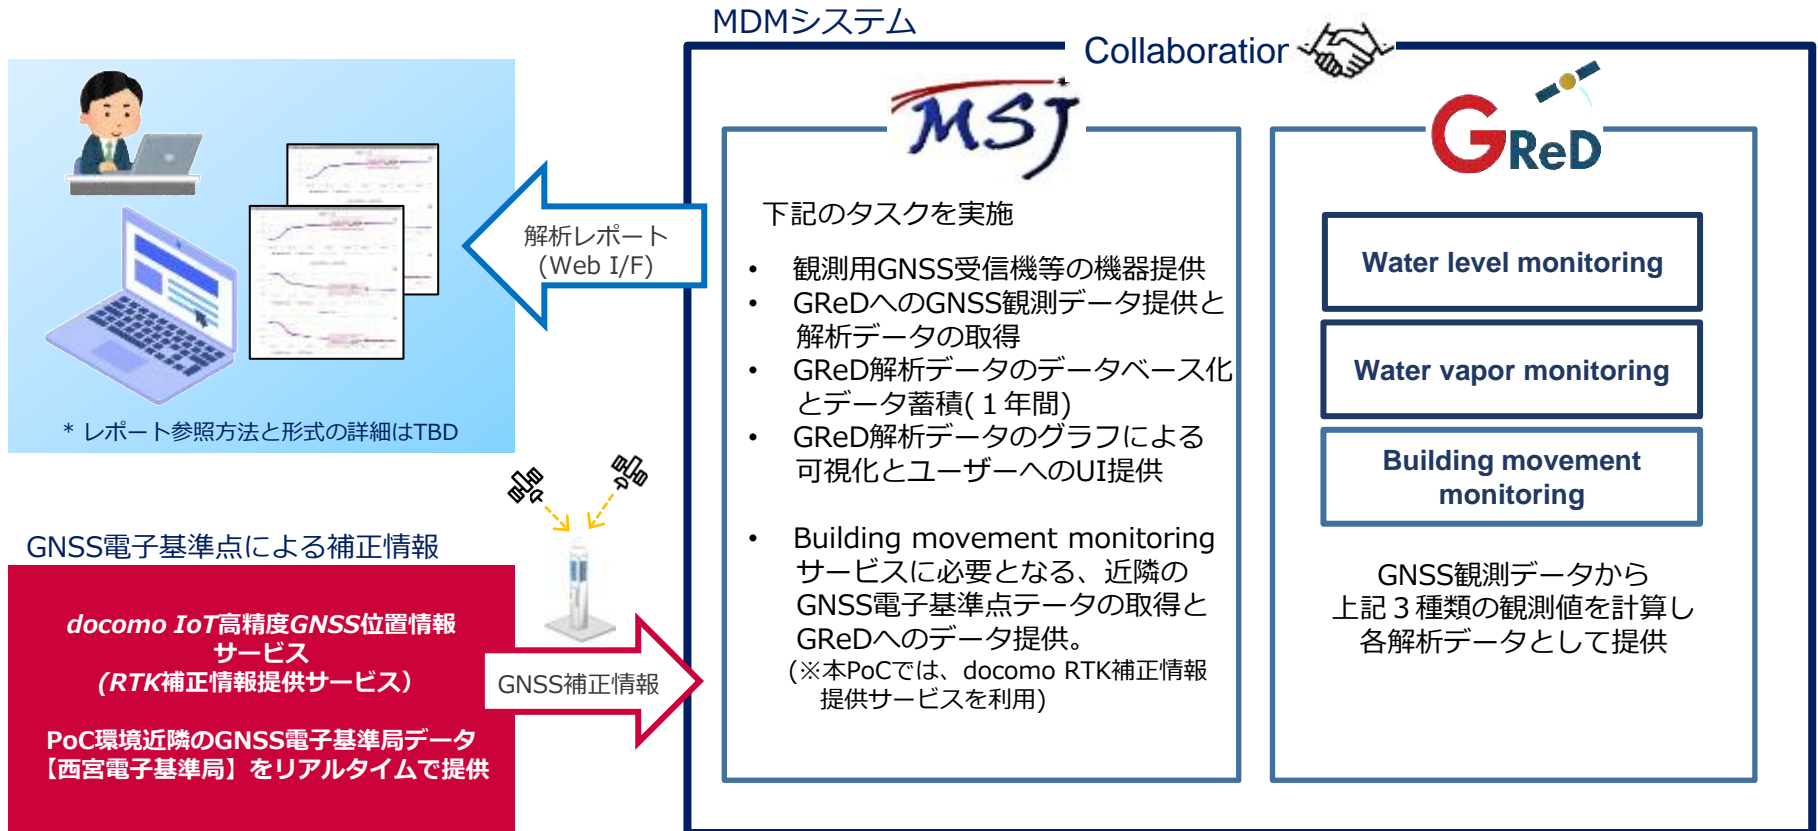 MDMシステム
Collaboration
MSJ
下記のタスクを実施
• 観測用GNSS受信機等の機器提供
• GReDへのGNSS観測データ提供と
解析データの取得
• GReD解析データのデータベース化
とデータ蓄積(１年間)
• GReD解析データのグラフによる
可視化とユーザーへのUI提供
• Building movement monitoring
サービスに必要となる、近隣の
GNSS電子基準点テータの取得と
GReDへのデータ提供。
(※本PoCでは、docomo RTK補正情報
提供サービスを利用)
GReD
Water level monitoring
Water vapor monitoring
Building movement
monitoring
GNSS観測データから
上記３種類の観測値を計算し
各解析データとして提供
解析レポート
(Web I/F)
* レポート参照方法と形式の詳細はTBD
GNSS電子基準点による補正情報
docomo IoT高精度GNSS位置情報
サービス
(RTK補正情報提供サービス）
PoC環境近隣のGNSS電子基準局データ
【西宮電子基準局】をリアルタイムで提供
GNSS補正情報